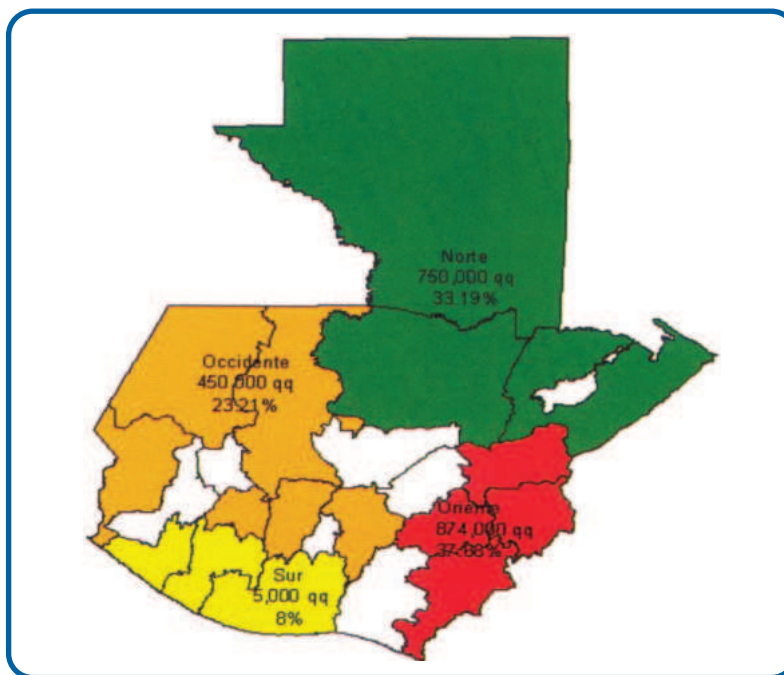 Norte
750,000 qq
33.19%
Occidente
450,000 qq
23.21%
Oriente
874,000 qq
Sur
5,000 qq
8%